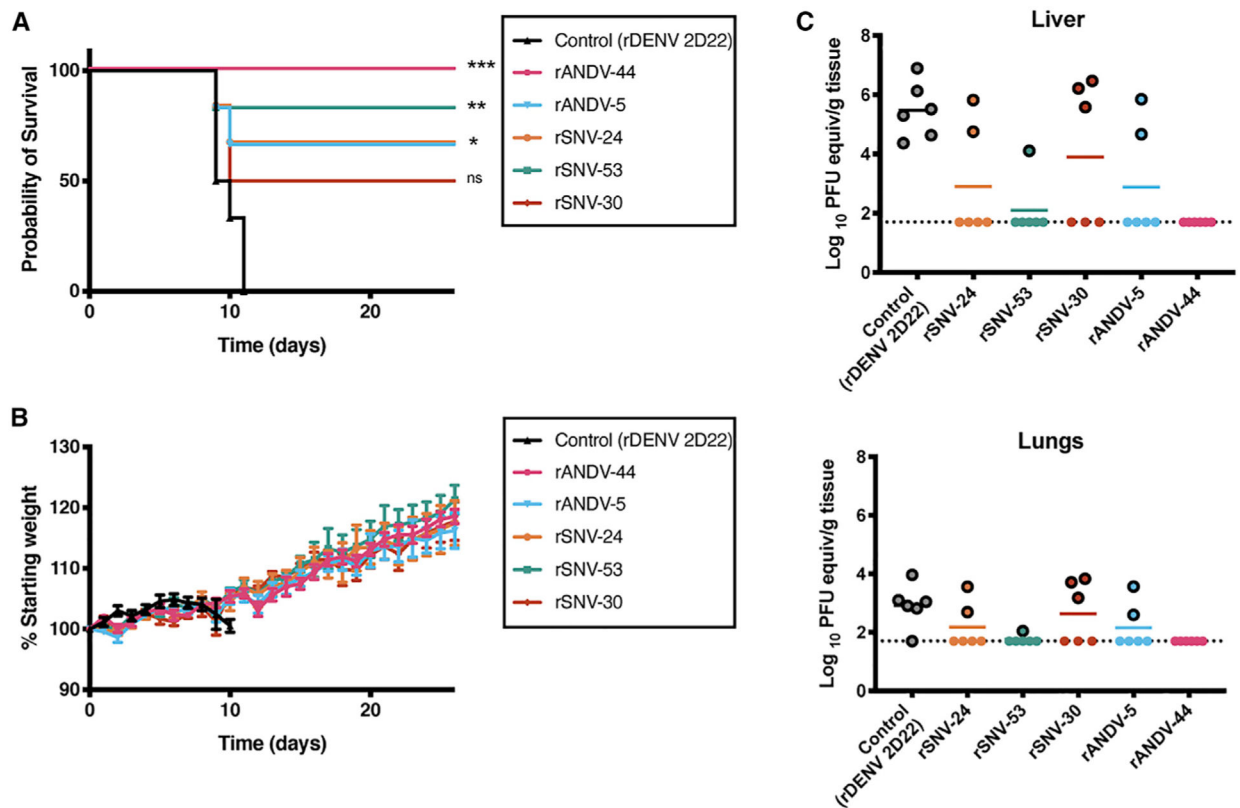 A
Probability of Survival
100
50
0
0
10
20
Time (days)
***
**
*
ns
Control (rDENV 2D22)
rANDV-44
rANDV-5
rSNV-24
rSNV-53
rSNV-30
B
% Starting weight
130
120
110
100
90
0
10
20
Time (days)
Control (rDENV 2D22)
rANDV-44
rANDV-5
rSNV-24
rSNV-53
rSNV-30
C
Liver
Log 10 PFU equiv/g tissue
8
6
4
2
0
Control
(rDENV 2D22)
rSNV-24
rSNV-53
rSNV-30
rANDV-5
rANDV-44
Lungs
Log 10 PFU equiv/g tissue
8
6
4
2
0
Control
(rDENV 2D22)
rSNV-24
rSNV-53
rSNV-30
rANDV-5
rANDV-44